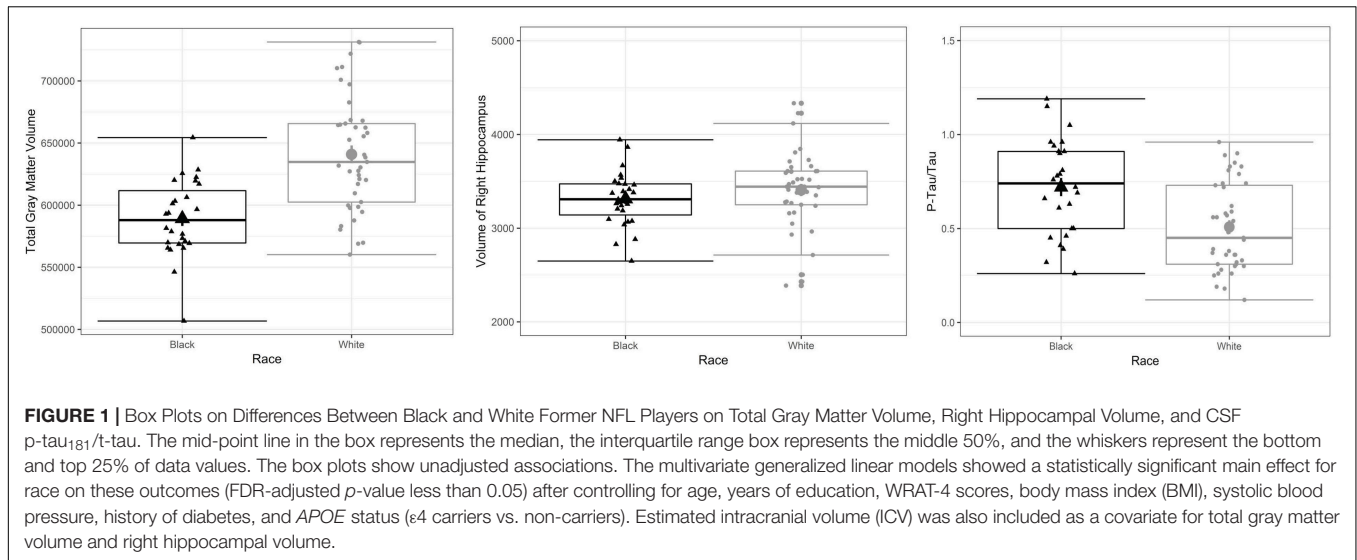 Total Gray Matter Volume
700000
650000
600000
550000
500000
Black
White
Race
Volume of Right Hippocampus
5000
4000
3000
2000
Black
White
Race
P-Tau/Tau
1.5
1.0
0.5
0.0
Black
White
Race
FIGURE 1 | Box Plots on Differences Between Black and White Former NFL Players on Total Gray Matter Volume, Right Hippocampal Volume, and CSF
p-tau₁₈₁/t-tau. The mid-point line in the box represents the median, the interquartile range box represents the middle 50%, and the whiskers represent the bottom
and top 25% of data values. The box plots show unadjusted associations. The multivariate generalized linear models showed a statistically significant main effect for
race on these outcomes (FDR-adjusted p-value less than 0.05) after controlling for age, years of education, WRAT-4 scores, body mass index (BMI), systolic blood
pressure, history of diabetes, and APOE status (ε4 carriers vs. non-carriers). Estimated intracranial volume (ICV) was also included as a covariate for total gray matter
volume and right hippocampal volume.